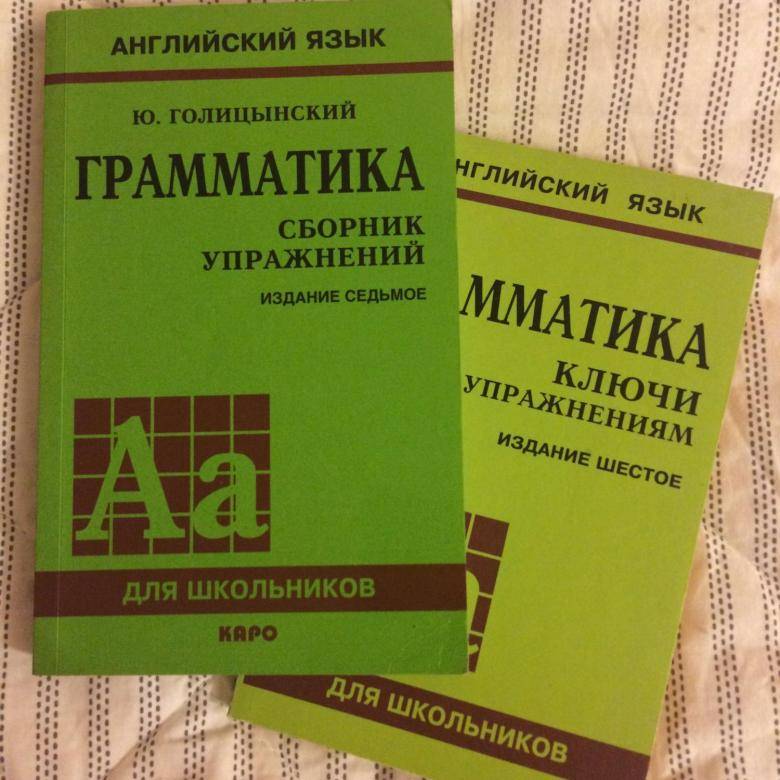 АНГЛИЙСКИЙ ЯЗЫК
Ю. ГОЛИЦЫНСКИЙ
ГРАММАТИКА
СБОРНИК
УПРАЖНЕНИЙ
ИЗДАНИЕ СЕДЬМОЕ
Аа
ДЛЯ ШКОЛЬНИКОВ
КАРО
НГЛИЙСКИЙ ЯЗЫК
ММАТИКА
КЛЮЧИ
УПРАЖНЕНИЯМ
ИЗДАНИЕ ШЕСТОЕ
ДЛЯ ШКОЛЬНИКОВ